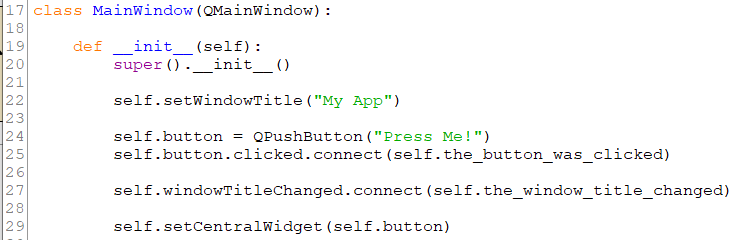 17 class MainWindow(QMainWindow):
18
19     def __init__(self):
20         super().__init__()
21
22         self.setWindowTitle("My App")
23
24         self.button = QPushButton("Press Me!")
25         self.button.clicked.connect(self.the_button_was_clicked)
26
27         self.windowTitleChanged.connect(self.the_window_title_changed)
28
29         self.setCentralWidget(self.button)